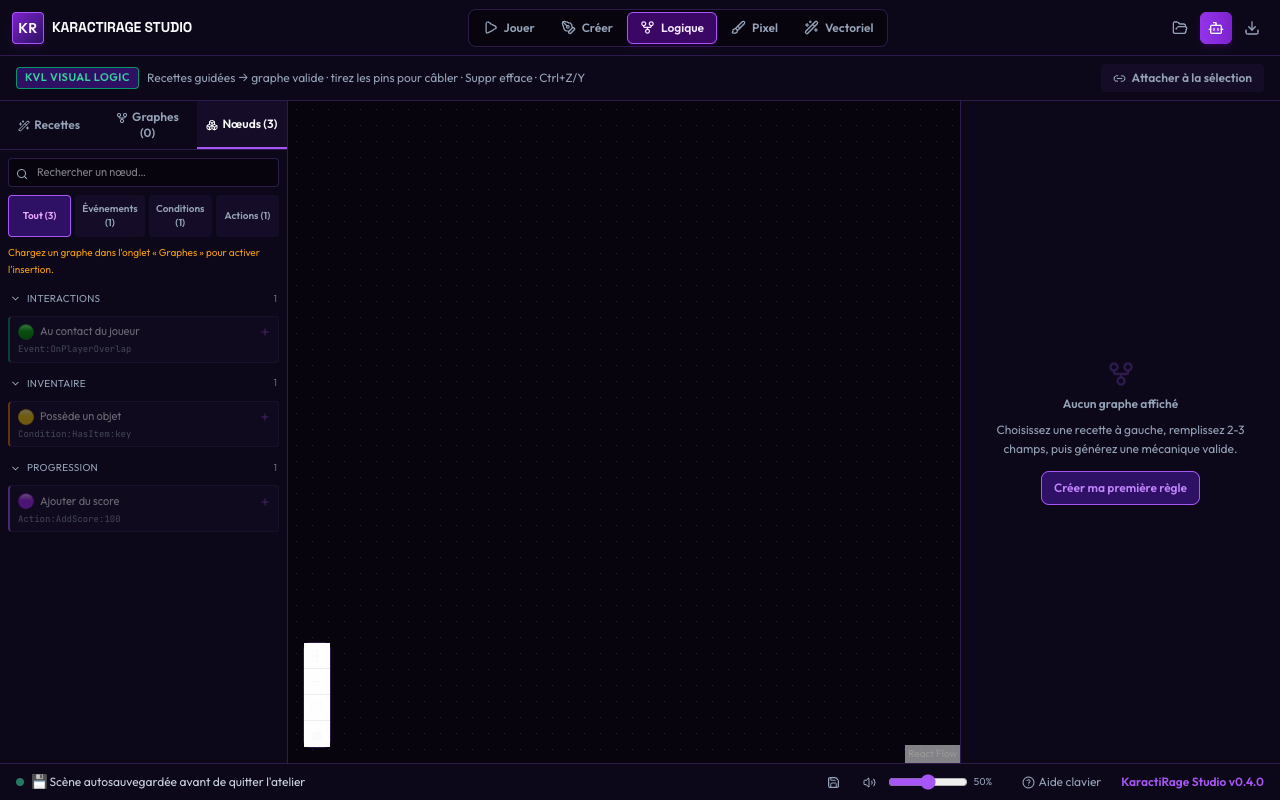 KR KARACTIRAGE STUDIO
Jouer
Créer
Logique
Pixel
Vectoriel
KVL VISUAL LOGIC
Recettes guidées → graphe valide · tirez les pins pour câbler · Suppr efface · Ctrl+Z/Y
Attacher à la sélection
Recettes
Graphes
(0)
Nœuds (3)
Rechercher un nœud...
Tout (3)
Événements
(1)
Conditions
(1)
Actions (1)
Chargez un graphe dans l'onglet « Graphes » pour activer
l'insertion.
INTERACTIONS 1
Au contact du joueur +
Event:OnPlayerOverlap
INVENTAIRE 1
Possède un objet +
Condition:HasItem:key
PROGRESSION 1
Ajouter du score +
Action:AddScore:100
React Flow
Aucun graphe affiché
Choisissez une recette à gauche, remplissez 2-3
champs, puis générez une mécanique valide.
Créer ma première règle
Scène autosauvegardée avant de quitter l'atelier
50%
Aide clavier
KaractiRage Studio v0.4.0